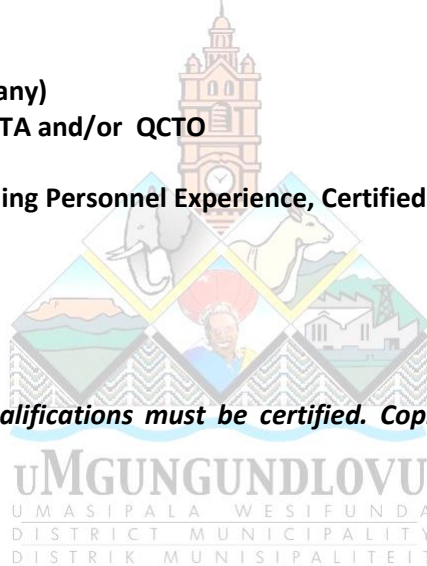 any)
TA and/or QCTO
ing Personnel Experience, Certified
alifications must be certified. Cop
uMGUNGUNDLOVU
UMASIPALA WESIFUNDA
DISTRICT MUNICIPALITY
DISTRIK MUNISIPALITEIT